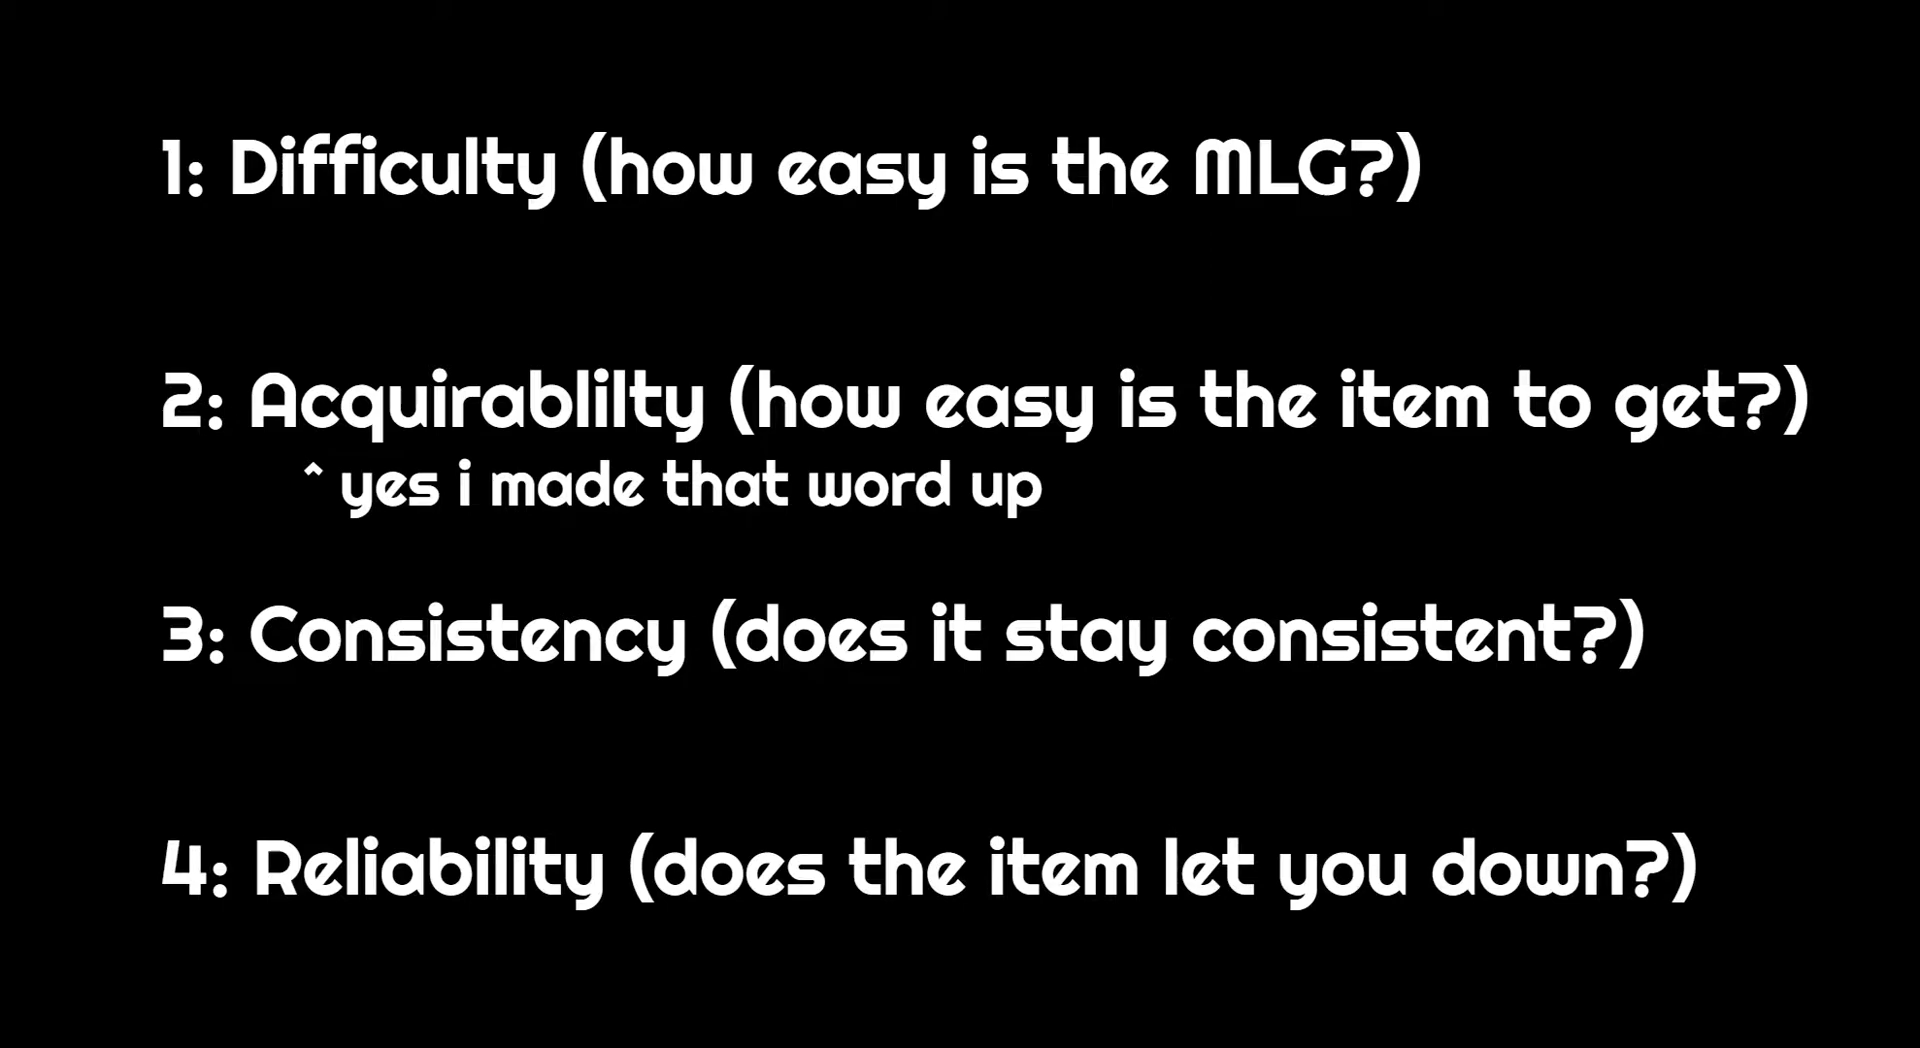 1: Difficulty (how easy is the MLG?)
2: Acquirablilty (how easy is the item to get?)
^ yes i made that word up
3: Consistency (does it stay consistent?)
4: Reliability (does the item let you down?)